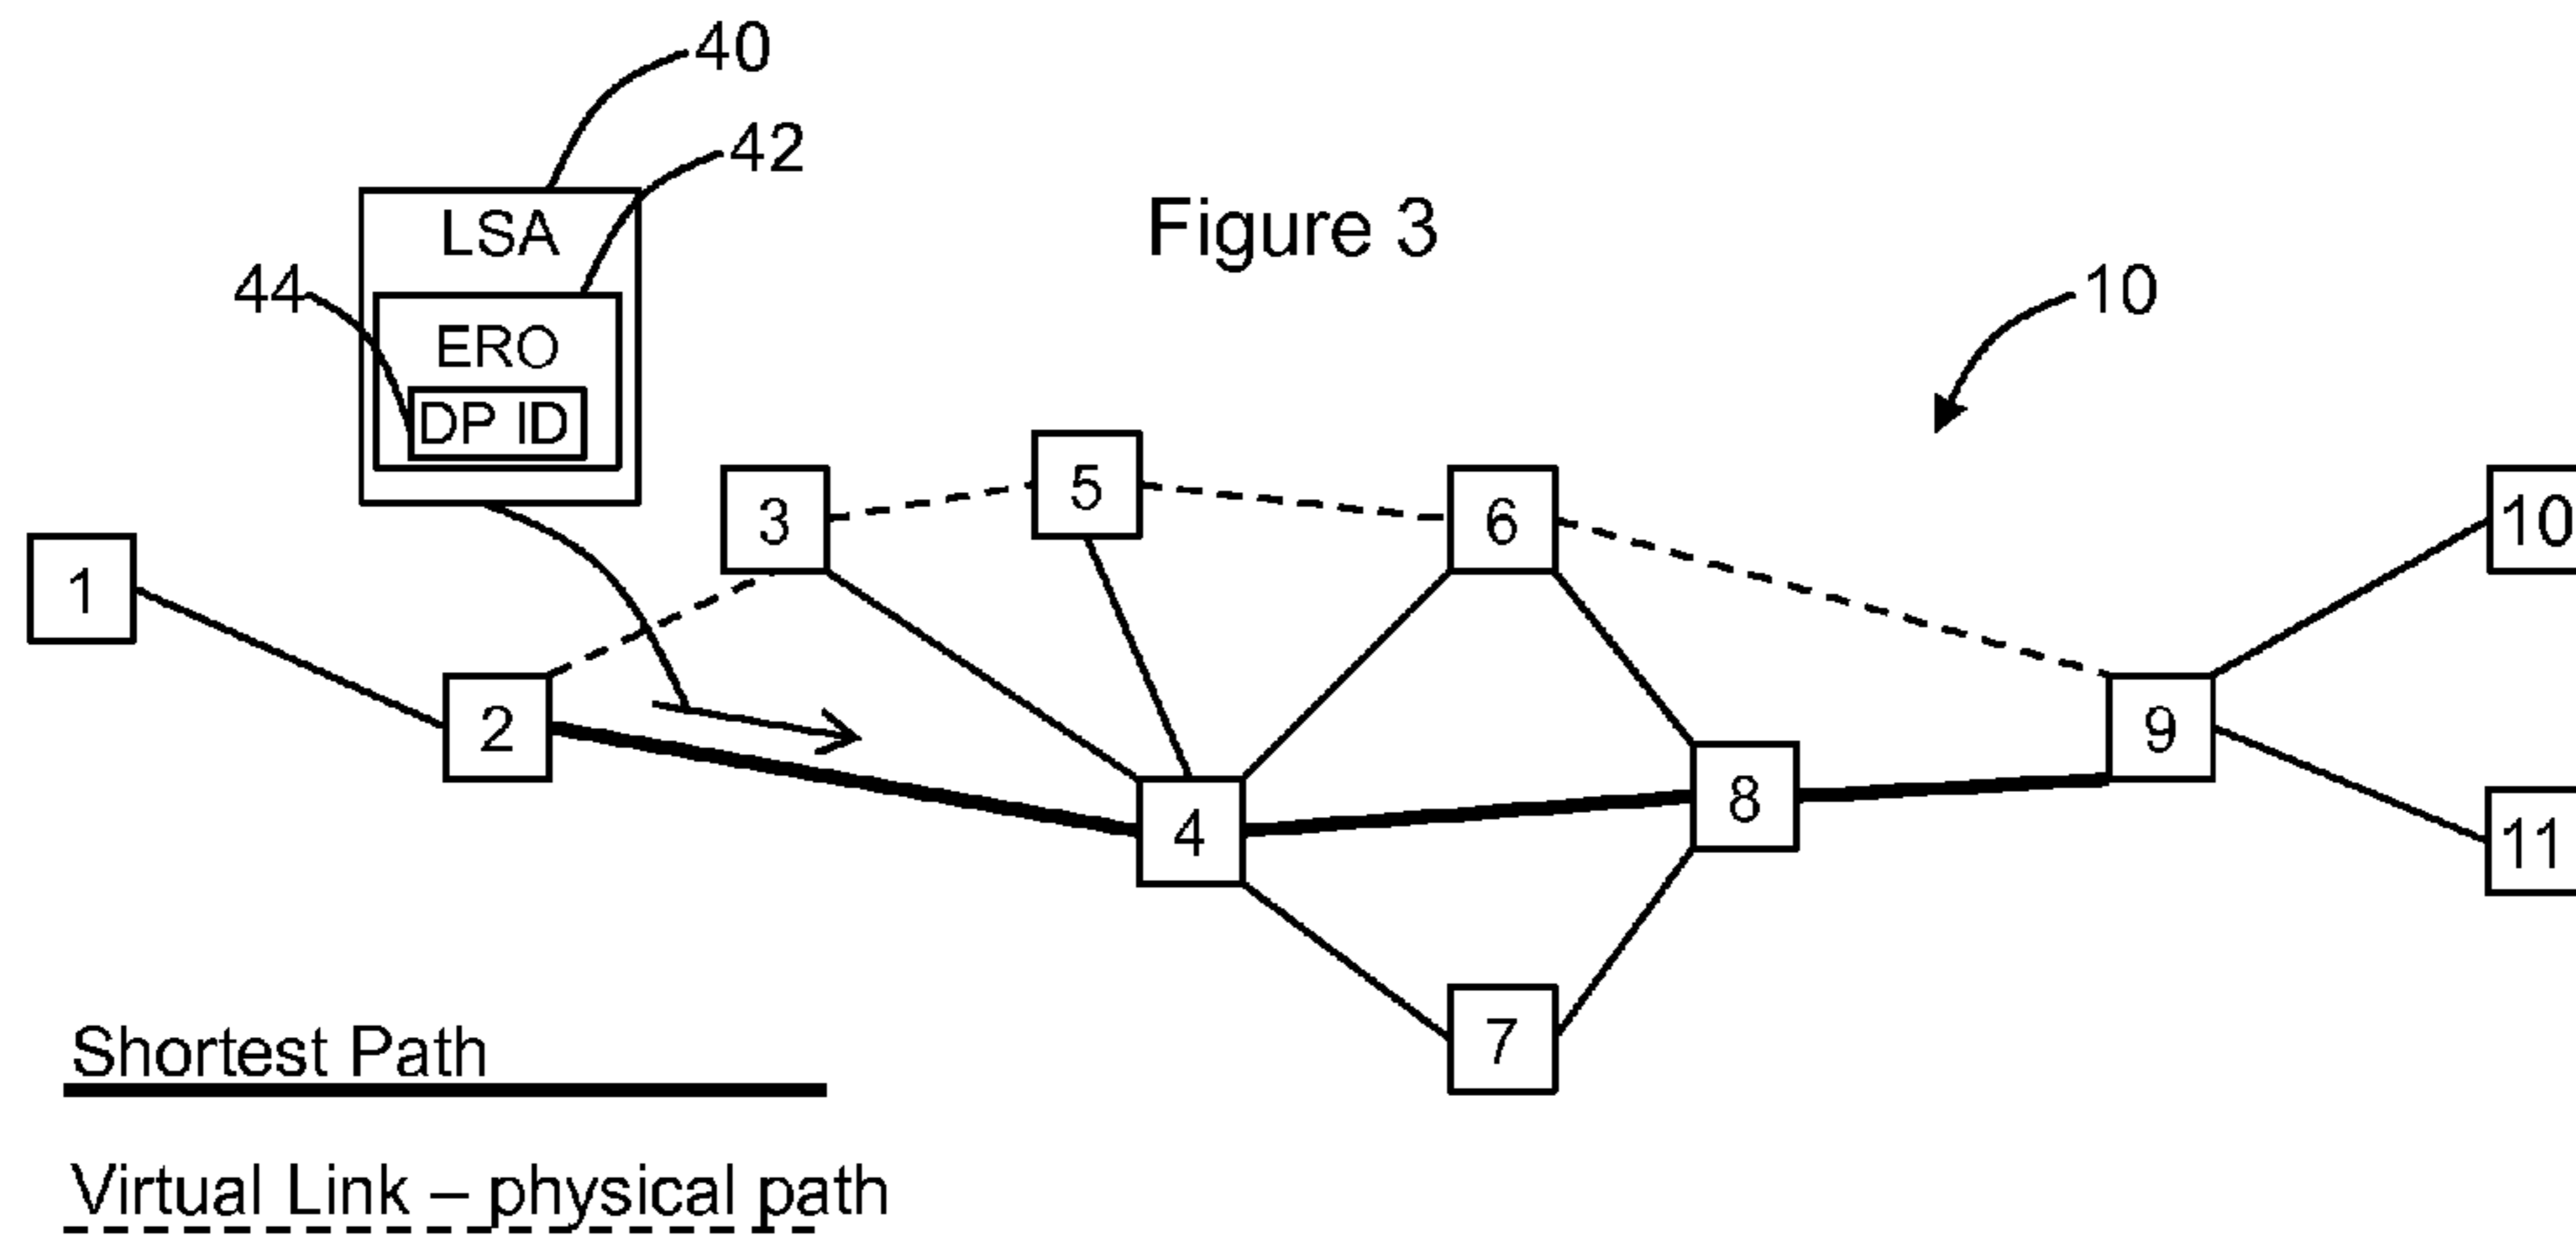 40
42
LSA
Figure 3
44
10
ERO
DP ID
3
5
6
10
1
2
9
4
8
11
7
Shortest Path
Virtual Link – physical path